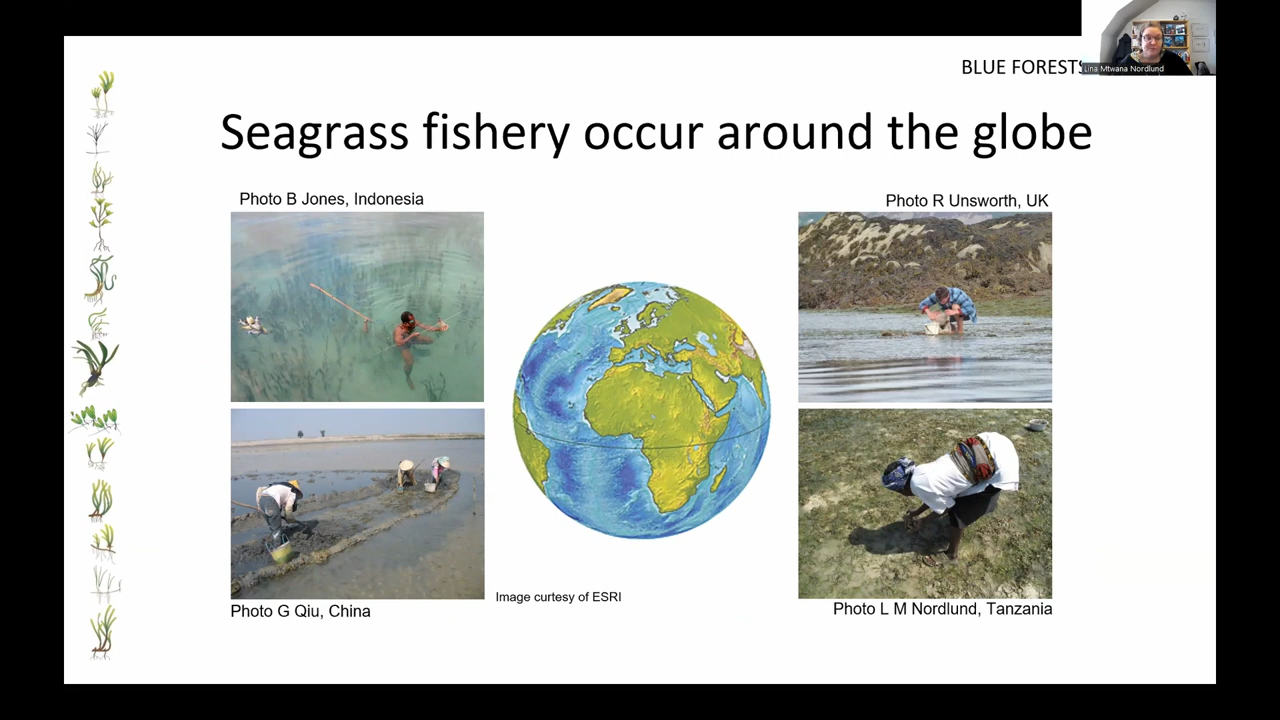 BLUE FORESTS
Lina Mtwana Nordlund
Seagrass fishery occur around the globe
Photo B Jones, Indonesia
Photo R Unsworth, UK
Image curtesy of ESRI
Photo G Qiu, China
Photo L M Nordlund, Tanzania